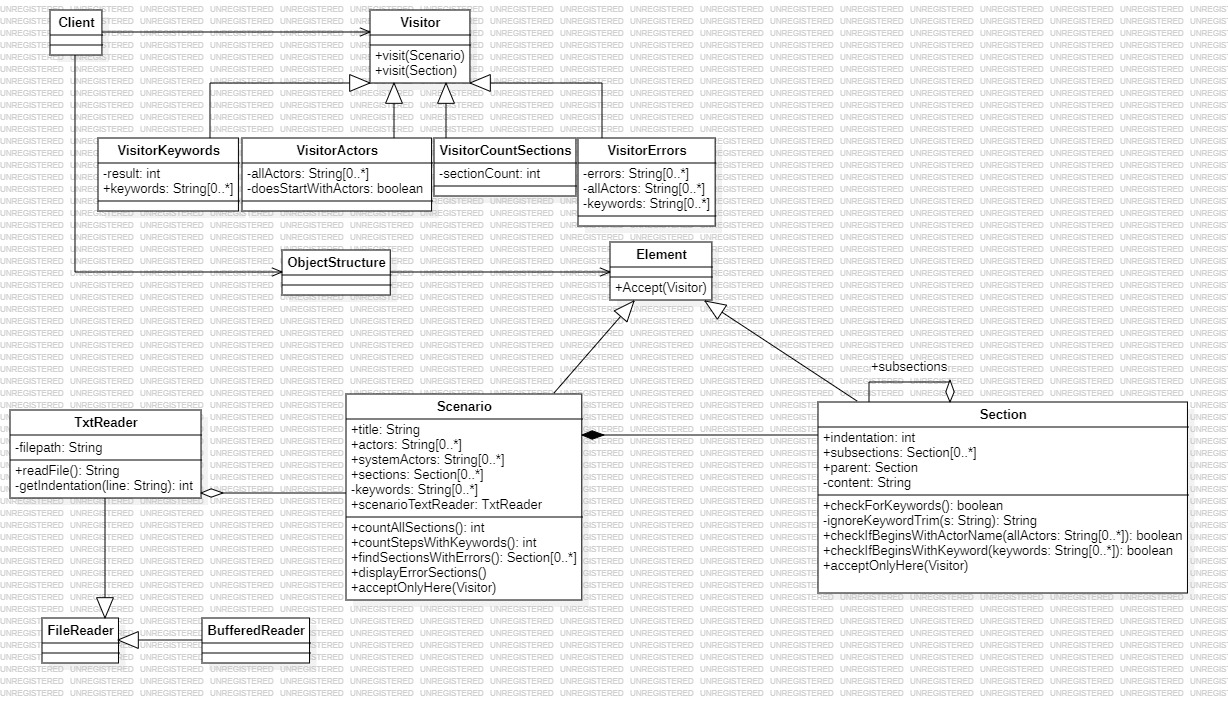 Client
Visitor
+visit(Scenario)
+visit(Section)
VisitorKeywords
-result: int
+keywords: String[0..*]
VisitorActors
-allActors: String[0..*]
-doesStartWithActors: boolean
VisitorCountSections
-sectionCount: int
VisitorErrors
-errors: String[0..*]
-allActors: String[0..*]
-keywords: String[0..*]
ObjectStructure
Element
+Accept(Visitor)
+subsections
TxtReader
-filepath: String
+readFile(): String
-getIndentation(line: String): int
Scenario
+title: String
+actors: String[0..*]
+systemActors: String[0..*]
+sections: Section[0..*]
-keywords: String[0..*]
+scenarioTextReader: TxtReader
+countAllSections(): int
+countStepsWithKeywords(): int
+findSectionsWithErrors(): Section[0..*]
+displayErrorSections()
+acceptOnlyHere(Visitor)
Section
+indentation: int
+subsections: Section[0..*]
+parent: Section
-content: String
+checkForKeywords(): boolean
-ignoreKeywordTrim(s: String): String
+checkIfBeginsWithActorName(allActors: String[0..*]): boolean
+checkIfBeginsWithKeyword(keywords: String[0..*]): boolean
+acceptOnlyHere(Visitor)
FileReader
BufferedReader
UNREGISTERED